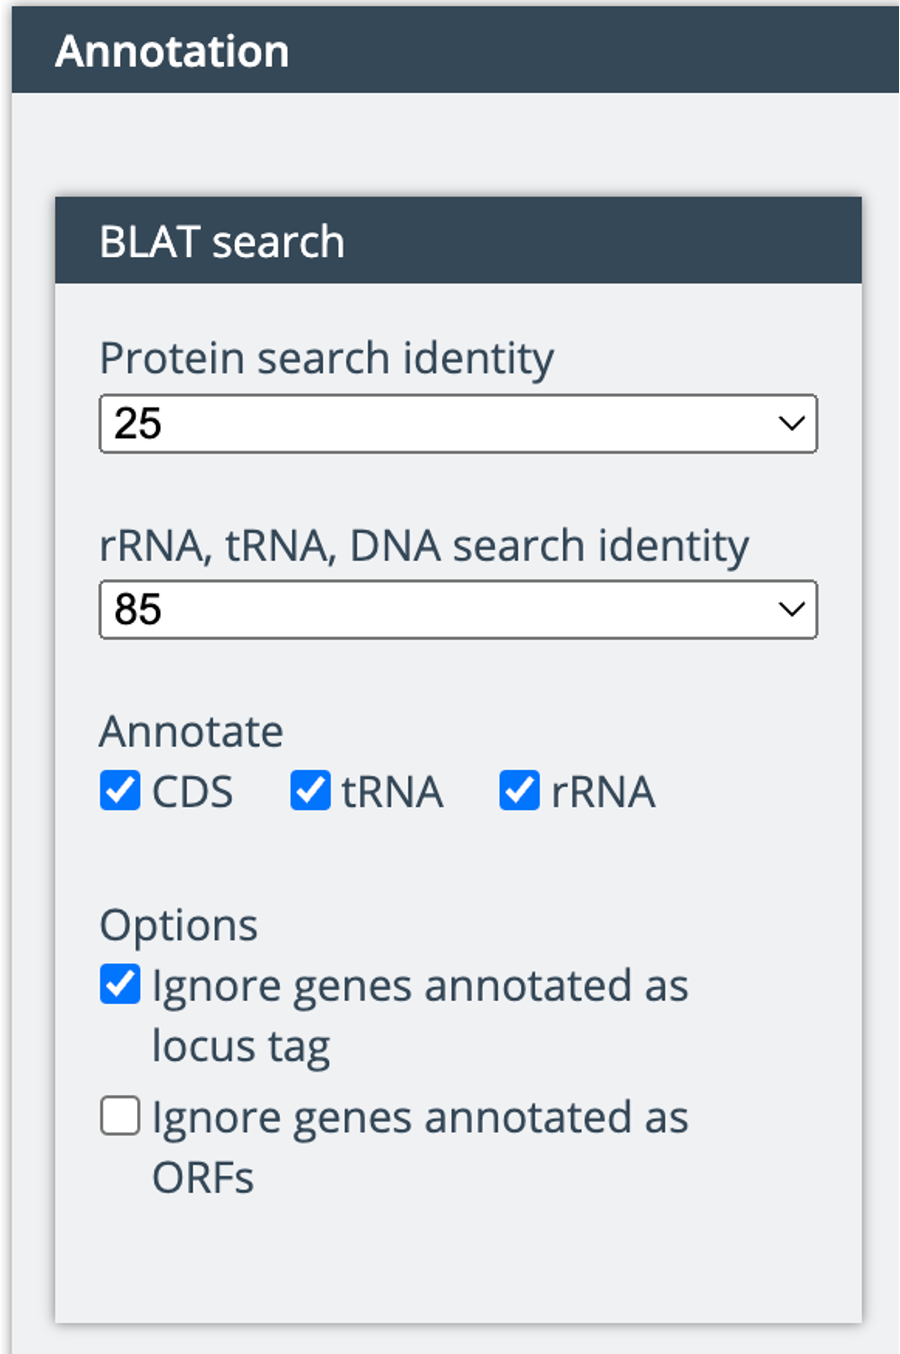 Annotation
BLAT search
Protein search identity
25
rRNA, tRNA, DNA search identity
85
Annotate
CDS tRNA rRNA
Options
Ignore genes annotated as
locus tag
Ignore genes annotated as
ORFs